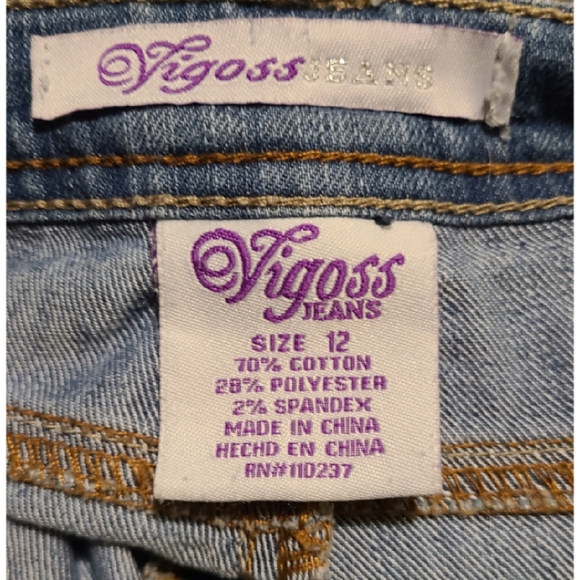 Vigoss JEANS
Vigoss
JEANS
SIZE 12
70% COTTON
28% POLYESTER
2% SPANDEX
MADE IN CHINA
HECHO EN CHINA
RN#110237